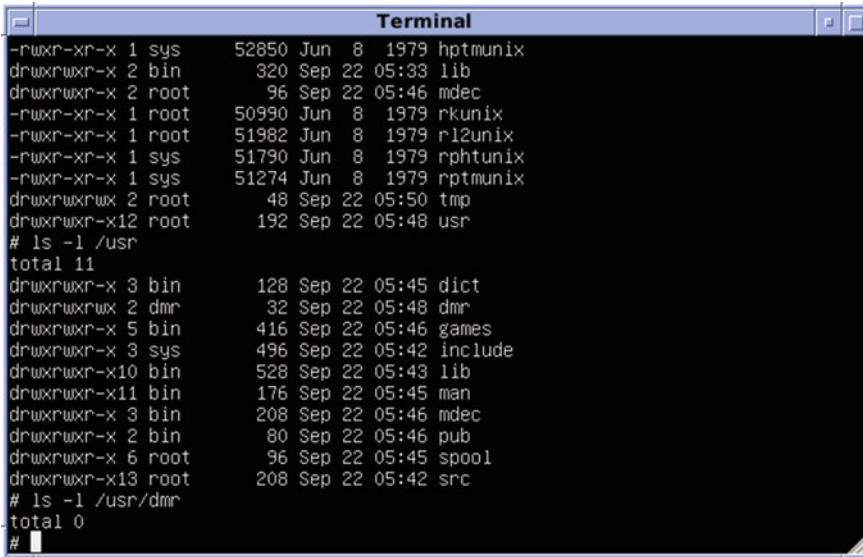 Terminal
-rwxr-xr-x 1 sys     52850 Jun  8  1979 hptmunix
drwxrwxr-x 2 bin       320 Sep 22 05:33 lib
drwxrwxr-x 2 root       96 Sep 22 05:46 mdec
-rwxr-xr-x 1 root    50990 Jun  8  1979 rkunix
-rwxr-xr-x 1 root    51982 Jun  8  1979 rl2unix
-rwxr-xr-x 1 sys     51790 Jun  8  1979 rphtunix
-rwxr-xr-x 1 sys     51274 Jun  8  1979 rptmunix
drwxrwxrwx 2 root       48 Sep 22 05:50 tmp
drwxrwxr-x12 root      192 Sep 22 05:48 usr
# ls -l /usr
total 11
drwxrwxr-x 3 bin       128 Sep 22 05:45 dict
drwxrwxrwx 2 dmr        32 Sep 22 05:48 dmr
drwxrwxr-x 5 bin       416 Sep 22 05:46 games
drwxrwxr-x 3 sys       496 Sep 22 05:42 include
drwxrwxr-x10 bin       528 Sep 22 05:43 lib
drwxrwxr-x11 bin       176 Sep 22 05:45 man
drwxrwxr-x 3 bin       208 Sep 22 05:46 mdec
drwxrwxr-x 2 bin        80 Sep 22 05:46 pub
drwxrwxr-x 6 root       96 Sep 22 05:45 spool
drwxrwxr-x13 root      208 Sep 22 05:42 src
# ls -l /usr/dmr
total 0
#